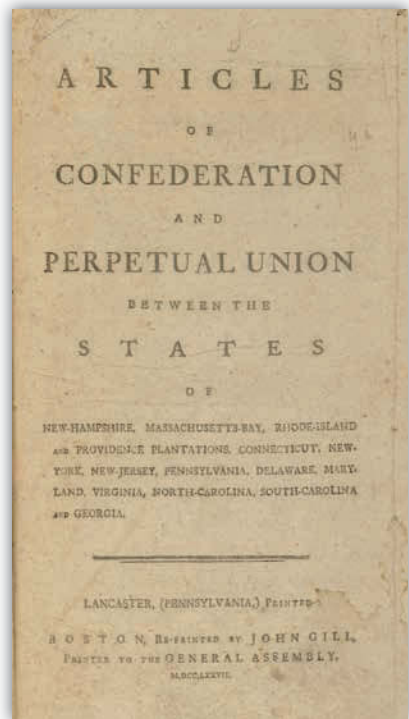 ARTICLES
OF
CONFEDERATION
AND
PERPETUAL UNION
BETWEEN THE
STATES
OF
NEW-HAMPSHIRE, MASSACHUSETTS-BAY, RHODE-ISLAND
AND PROVIDENCE PLANTATIONS, CONNECTICUT, NEW-
YORK, NEW-JERSEY, PENNSYLVANIA, DELAWARE, MARY-
LAND, VIRGINIA, NORTH-CAROLINA, SOUTH-CAROLINA
AND GEORGIA.
LANCASTER, (PENNSYLVANIA,) PRINTED:
BOSTON, RE-PRINTED BY JOHN GILL,
PRINTER TO THE GENERAL ASSEMBLY.
M,DCC,LXXVII.